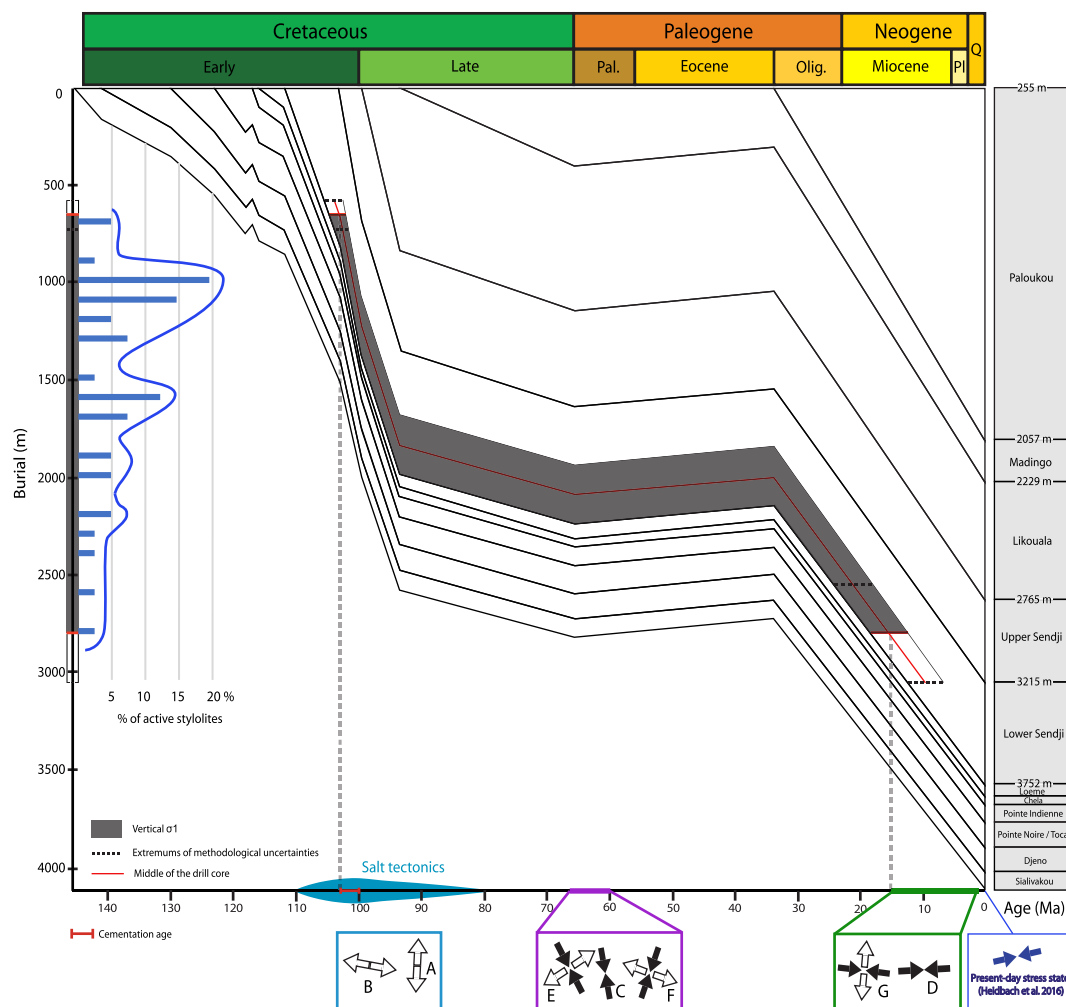 Cretaceous Paleogene Neogene Q
Early Late Pal. Eocene Olig. Miocene Pl
0
500
1000
1500
2000
2500
3000
3500
4000
Burial (m)
5 10 15 20 %
% of active stylolites
Vertical σ1
Extremums of methodological uncertainties
Middle of the drill core
Cementation age
Salt tectonics
140 130 120 110 100 90 80 70 60 50 40 30 20 10 0 Age (Ma)
255 m
Paloukou
2057 m
Madingo
2229 m
Likouala
2765 m
Upper Sendji
3215 m
Lower Sendji
3752 m
Loeme
Chela
Pointe Indienne
Pointe Noire / Toca
Djeno
Sialivakou
B A
E C F
G D
Present-day stress state
(Heidbach et al. 2016)